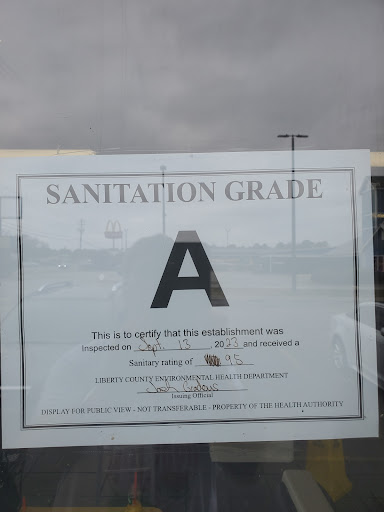 SANITATION GRADE
A
This is to certify that this establishment was
Inspected on Sept. 13, 2023 and received a
Sanitary rating of 95
LIBERTY COUNTY ENVIRONMENTAL HEALTH DEPARTMENT
Issuing Official
DISPLAY FOR PUBLIC VIEW - NOT TRANSFERABLE - PROPERTY OF THE HEALTH AUTHORITY